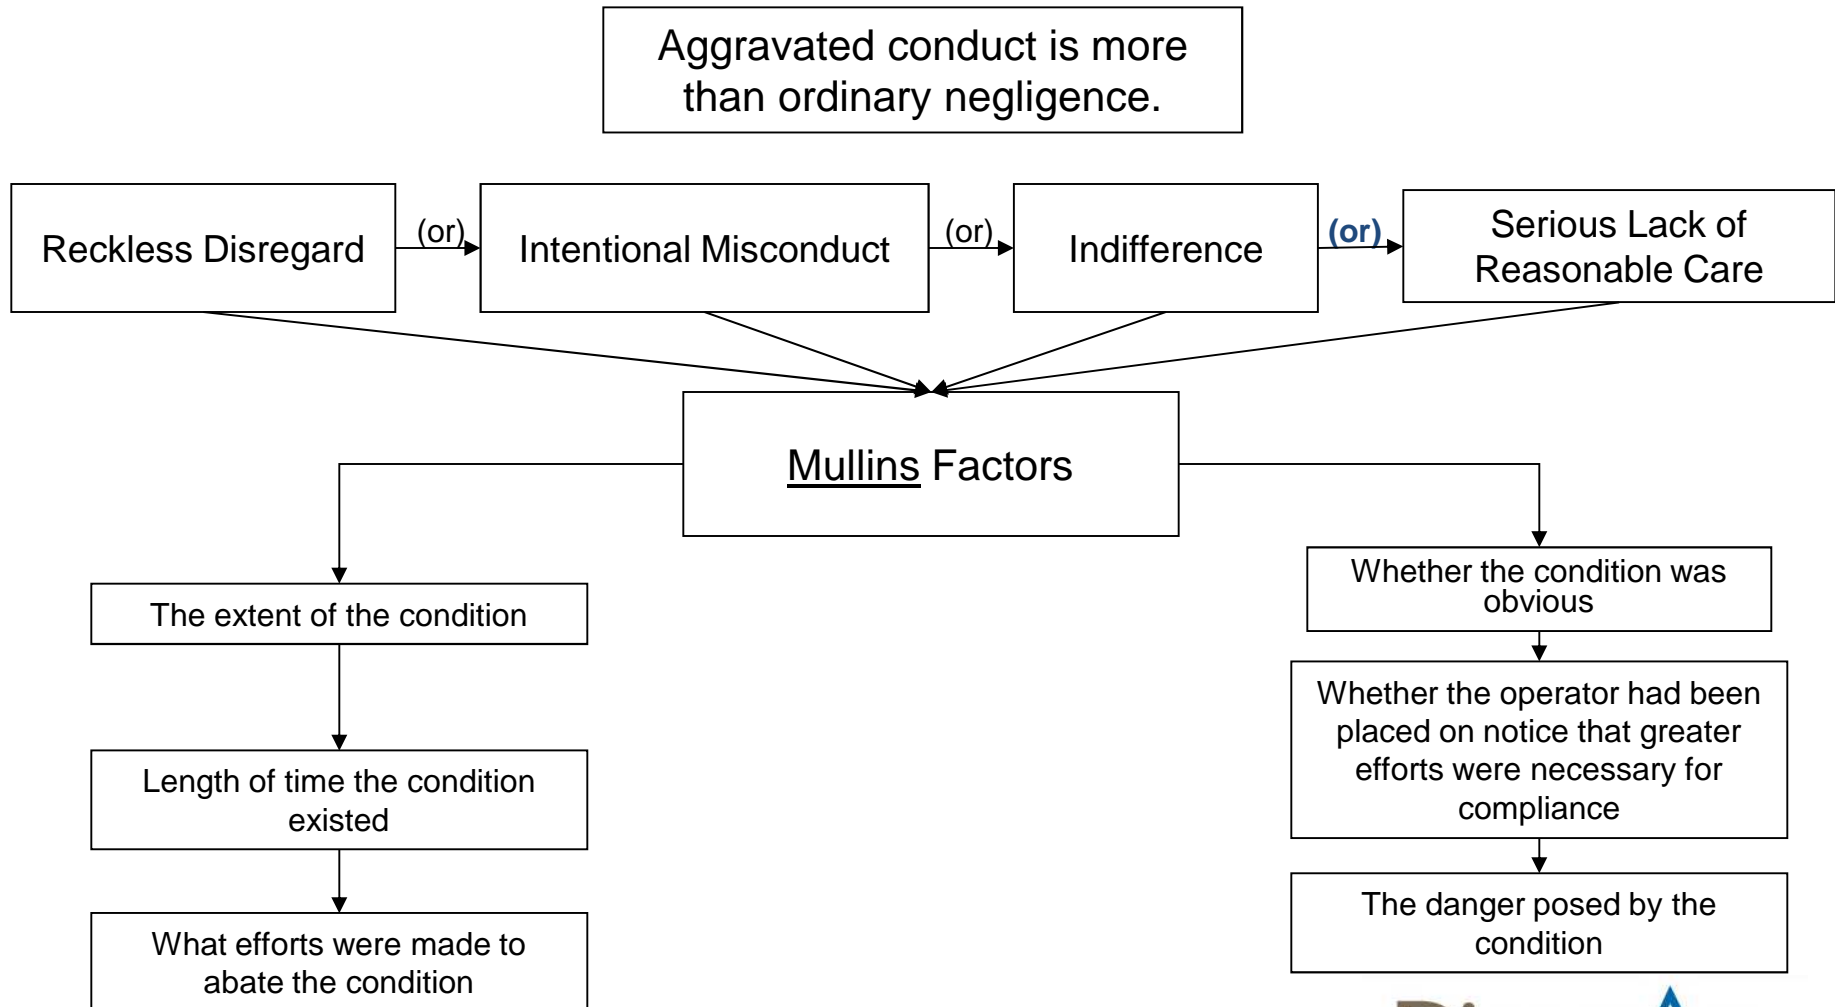 Aggravated conduct is more
than ordinary negligence.
Reckless Disregard
(or)
Intentional Misconduct
(or)
Indifference
(or)
Serious Lack of
Reasonable Care
Mullins Factors
The extent of the condition
Length of time the condition
existed
What efforts were made to
abate the condition
Whether the condition was
obvious
Whether the operator had been
placed on notice that greater
efforts were necessary for
compliance
The danger posed by the
condition